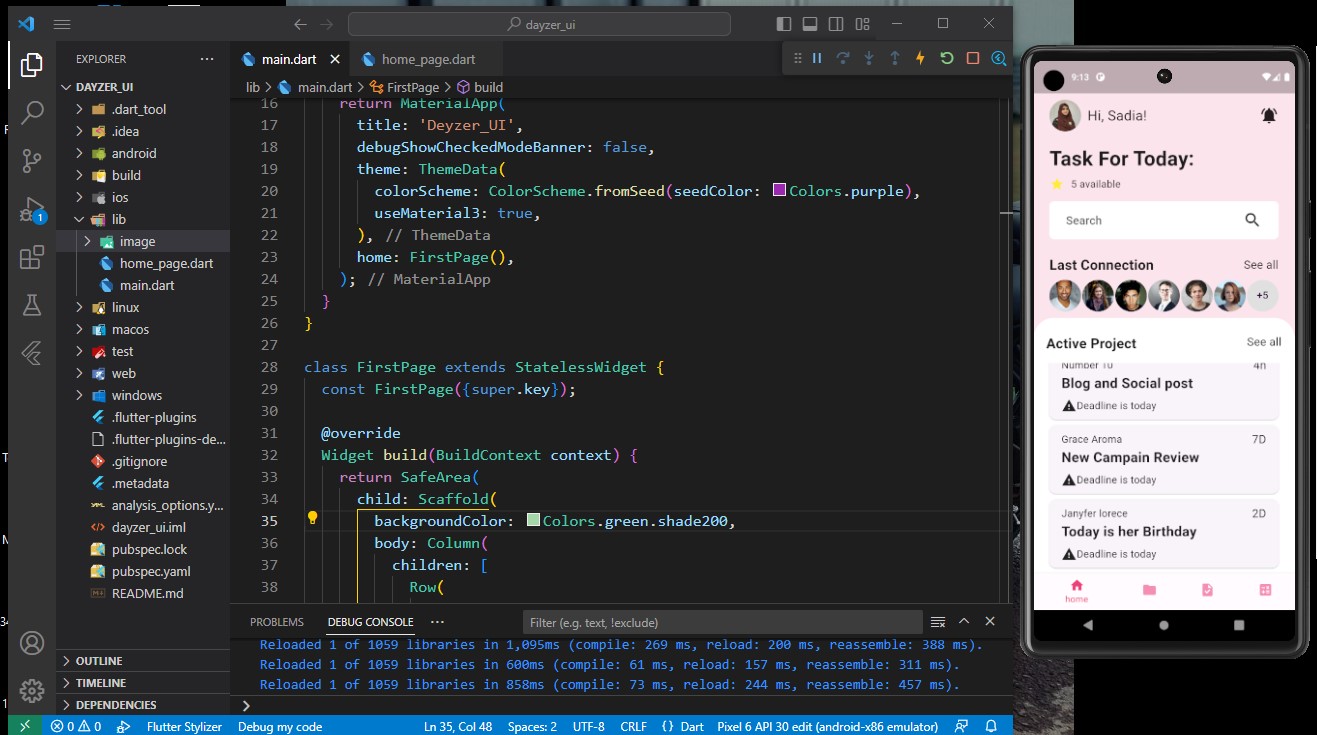 dayzer_ui
EXPLORER
DAYZER_UI
.dart_tool
.idea
android
build
ios
lib
image
home_page.dart
main.dart
linux
macos
test
web
windows
.flutter-plugins
.flutter-plugins-de...
.gitignore
.metadata
analysis_options.y...
dayzer_ui.iml
pubspec.lock
pubspec.yaml
README.md
OUTLINE
TIMELINE
DEPENDENCIES
1
main.dart
home_page.dart
lib > main.dart > FirstPage > build
16 return MaterialApp(
17 title: 'Deyzer_UI',
18 debugShowCheckedModeBanner: false,
19 theme: ThemeData(
20 colorScheme: ColorScheme.fromSeed(seedColor: Colors.purple),
21 useMaterial3: true,
22 ), // ThemeData
23 home: FirstPage(),
24 ); // MaterialApp
25 }
26 }
27
28 class FirstPage extends StatelessWidget {
29 const FirstPage({super.key});
30
31 @override
32 Widget build(BuildContext context) {
33 return SafeArea(
34 child: Scaffold(
35 backgroundColor: Colors.green.shade200,
36 body: Column(
37 children: [
38 Row(
PROBLEMS DEBUG CONSOLE ... Filter (e.g. text, !exclude)
Reloaded 1 of 1059 libraries in 1,095ms (compile: 269 ms, reload: 200 ms, reassemble: 388 ms).
Reloaded 1 of 1059 libraries in 600ms (compile: 61 ms, reload: 157 ms, reassemble: 311 ms).
Reloaded 1 of 1059 libraries in 858ms (compile: 73 ms, reload: 244 ms, reassemble: 457 ms).
0 0 Flutter Stylizer Debug my code Ln 35, Col 48 Spaces: 2 UTF-8 CRLF {} Dart Pixel 6 API 30 edit (android-x86 emulator)
9:13
Hi, Sadia!
Task For Today:
5 available
Search
Last Connection See all
+5
Active Project See all
Number 10 4h
Blog and Social post
Deadline is today
Grace Aroma 7D
New Campain Review
Deadline is today
Janyfer lorece 2D
Today is her Birthday
Deadline is today
home